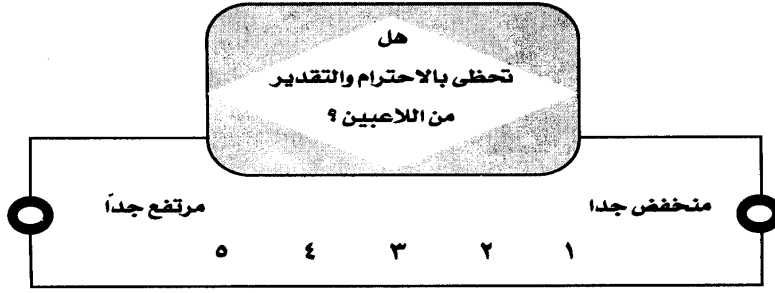 هل
تحظى بالاحترام والتقدير
من اللاعبين ؟
منخفض جدا
مرتفع جداً
١ ٢ ٣ ٤ ٥